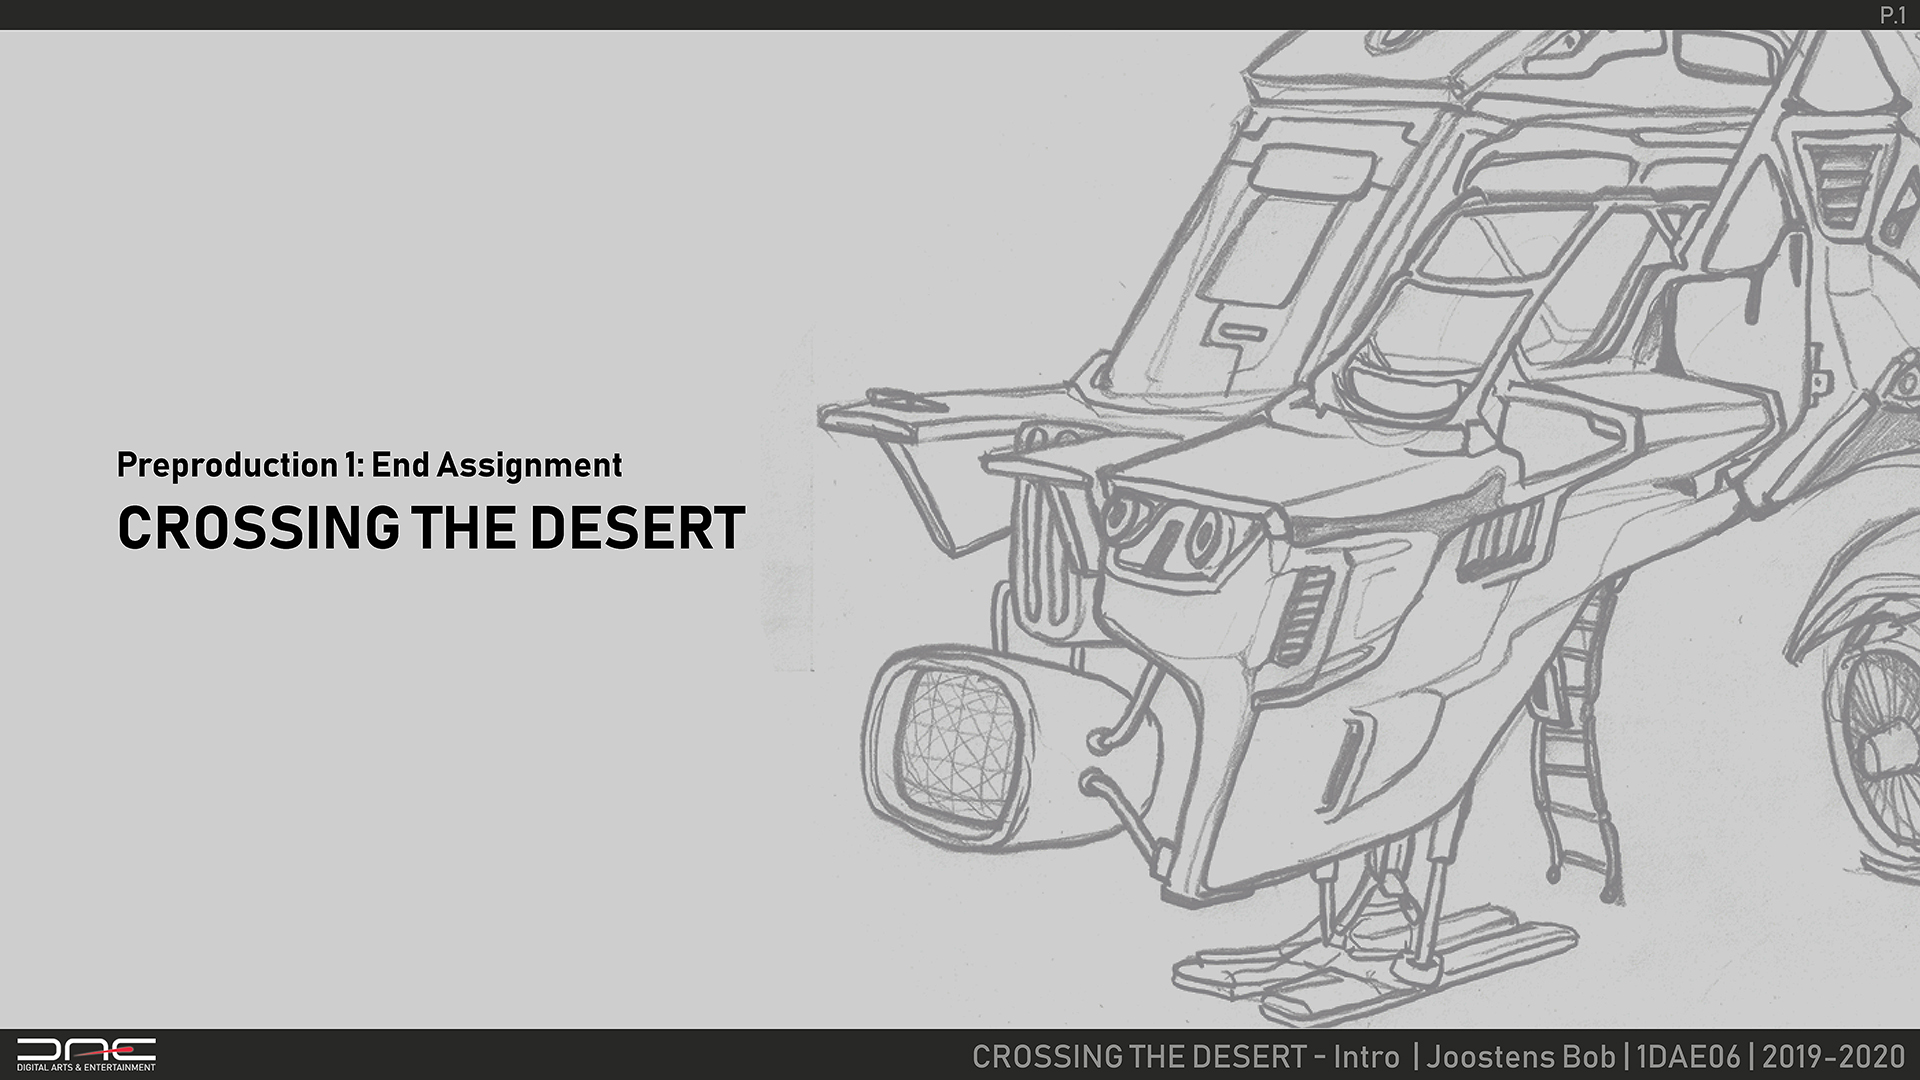 P.1
Preproduction 1: End Assignment
CROSSING THE DESERT
DAE
DIGITAL ARTS & ENTERTAINMENT
CROSSING THE DESERT - Intro | Joostens Bob | 1DAE06 | 2019-2020